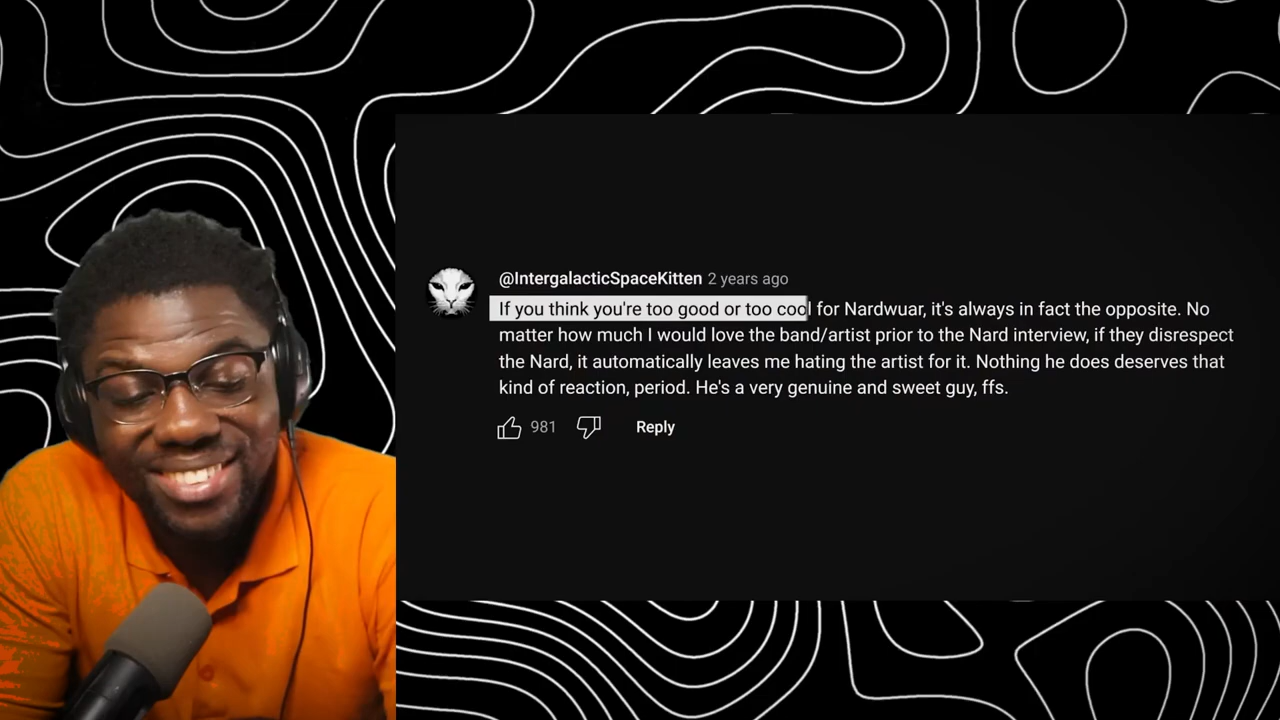 @IntergalacticSpaceKitten 2 years ago
If you think you're too good or too cool for Nardwuar, it's always in fact the opposite. No
matter how much I would love the band/artist prior to the Nard interview, if they disrespect
the Nard, it automatically leaves me hating the artist for it. Nothing he does deserves that
kind of reaction, period. He's a very genuine and sweet guy, ffs.
981 Reply